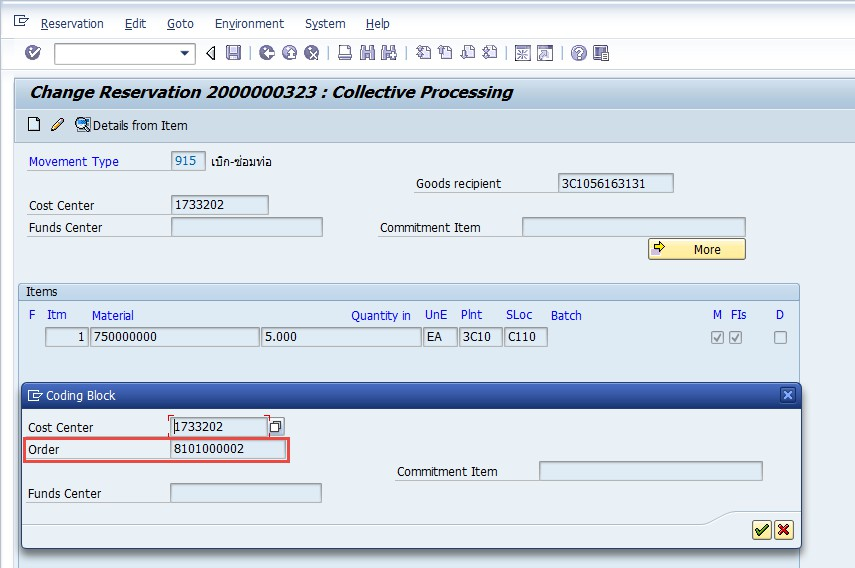 Reservation Edit Goto Environment System Help
Change Reservation 2000000323 : Collective Processing
Details from Item
Movement Type 915 เบิก-ซ่อมท่อ
Goods recipient 3C1056163131
Cost Center 1733202
Funds Center Commitment Item
More
Items
F Itm Material Quantity in UnE Plnt SLoc Batch M FIs D
1 750000000 5.000 EA 3C10 C110
Coding Block
Cost Center 1733202
Order 8101000002
Commitment Item
Funds Center